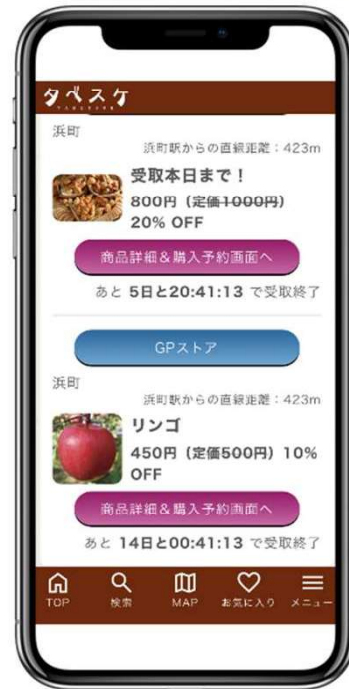 タベスケ
TABESUKE
浜町
浜町駅からの直線距離：423m
受取本日まで！
800円（定価1000円）
20% OFF
商品詳細＆購入予約画面へ
あと 5日と20:41:13 で受取終了
GPストア
浜町
浜町駅からの直線距離：423m
リンゴ
450円（定価500円）10%
OFF
商品詳細＆購入予約画面へ
あと 14日と00:41:13 で受取終了
TOP 検索 MAP お気に入り メニュー